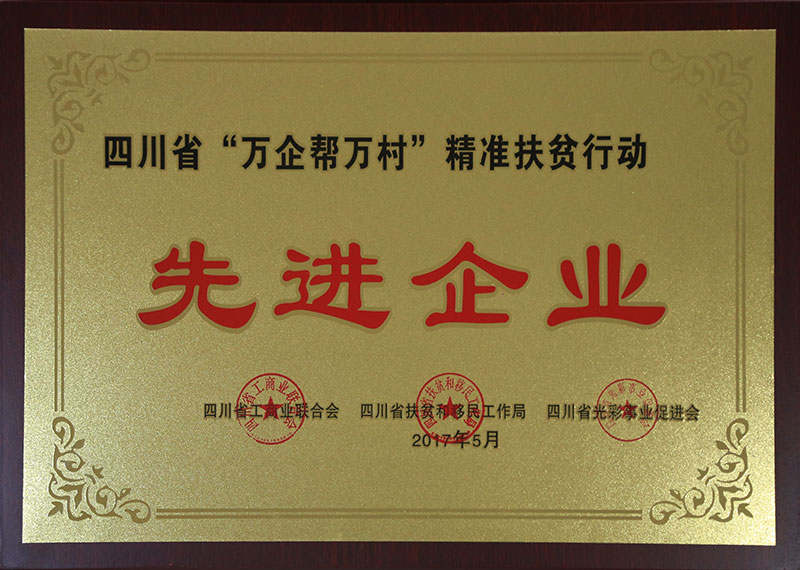 四川省“万企帮万村”精准扶贫行动
先进企业
四川省工商业联合会 四川省扶贫和移民工作局 四川省光彩事业促进会
2017年5月